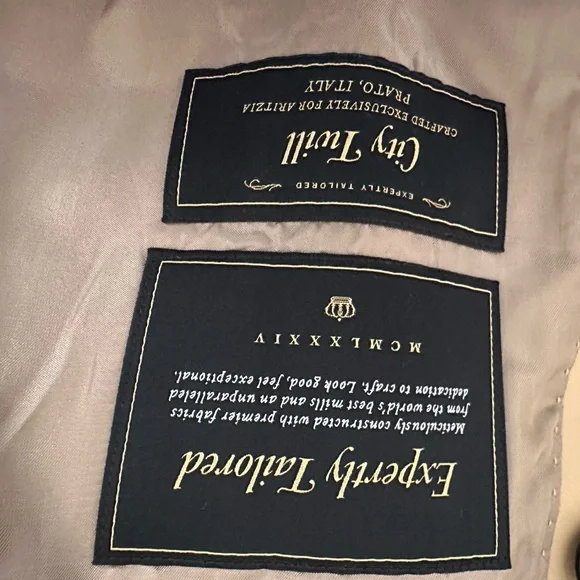 Expertly Tailored
Meticulously constructed with premier fabrics
from the world's best mills and an unparalleled
dedication to craft. Look good, feel exceptional.
MCMLXXXIV
EXPERTLY TAILORED
City Twill
CRAFTED EXCLUSIVELY FOR ARITZIA
PRATO, ITALY